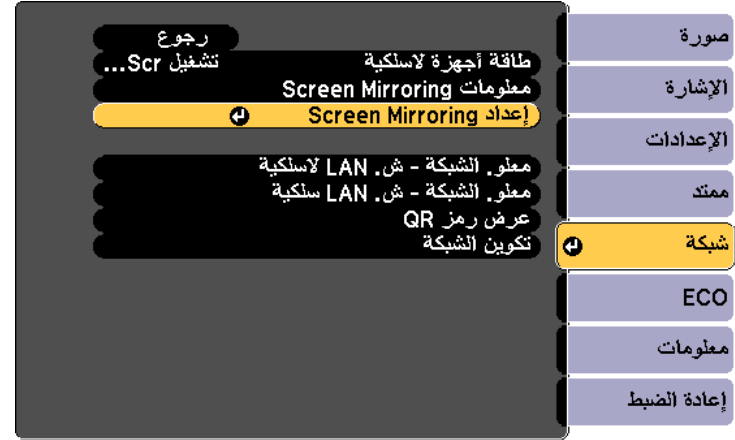 رجوع
طاقة أجهزة لاسلكية تشغيل Scr...
معلومات Screen Mirroring
إعداد Screen Mirroring
معلو. الشبكة - ش. LAN لاسلكية
معلو. الشبكة - ش. LAN سلكية
عرض رمز QR
تكوين الشبكة
صورة
الإشارة
الإعدادات
ممتد
شبكة
ECO
معلومات
إعادة الضبط